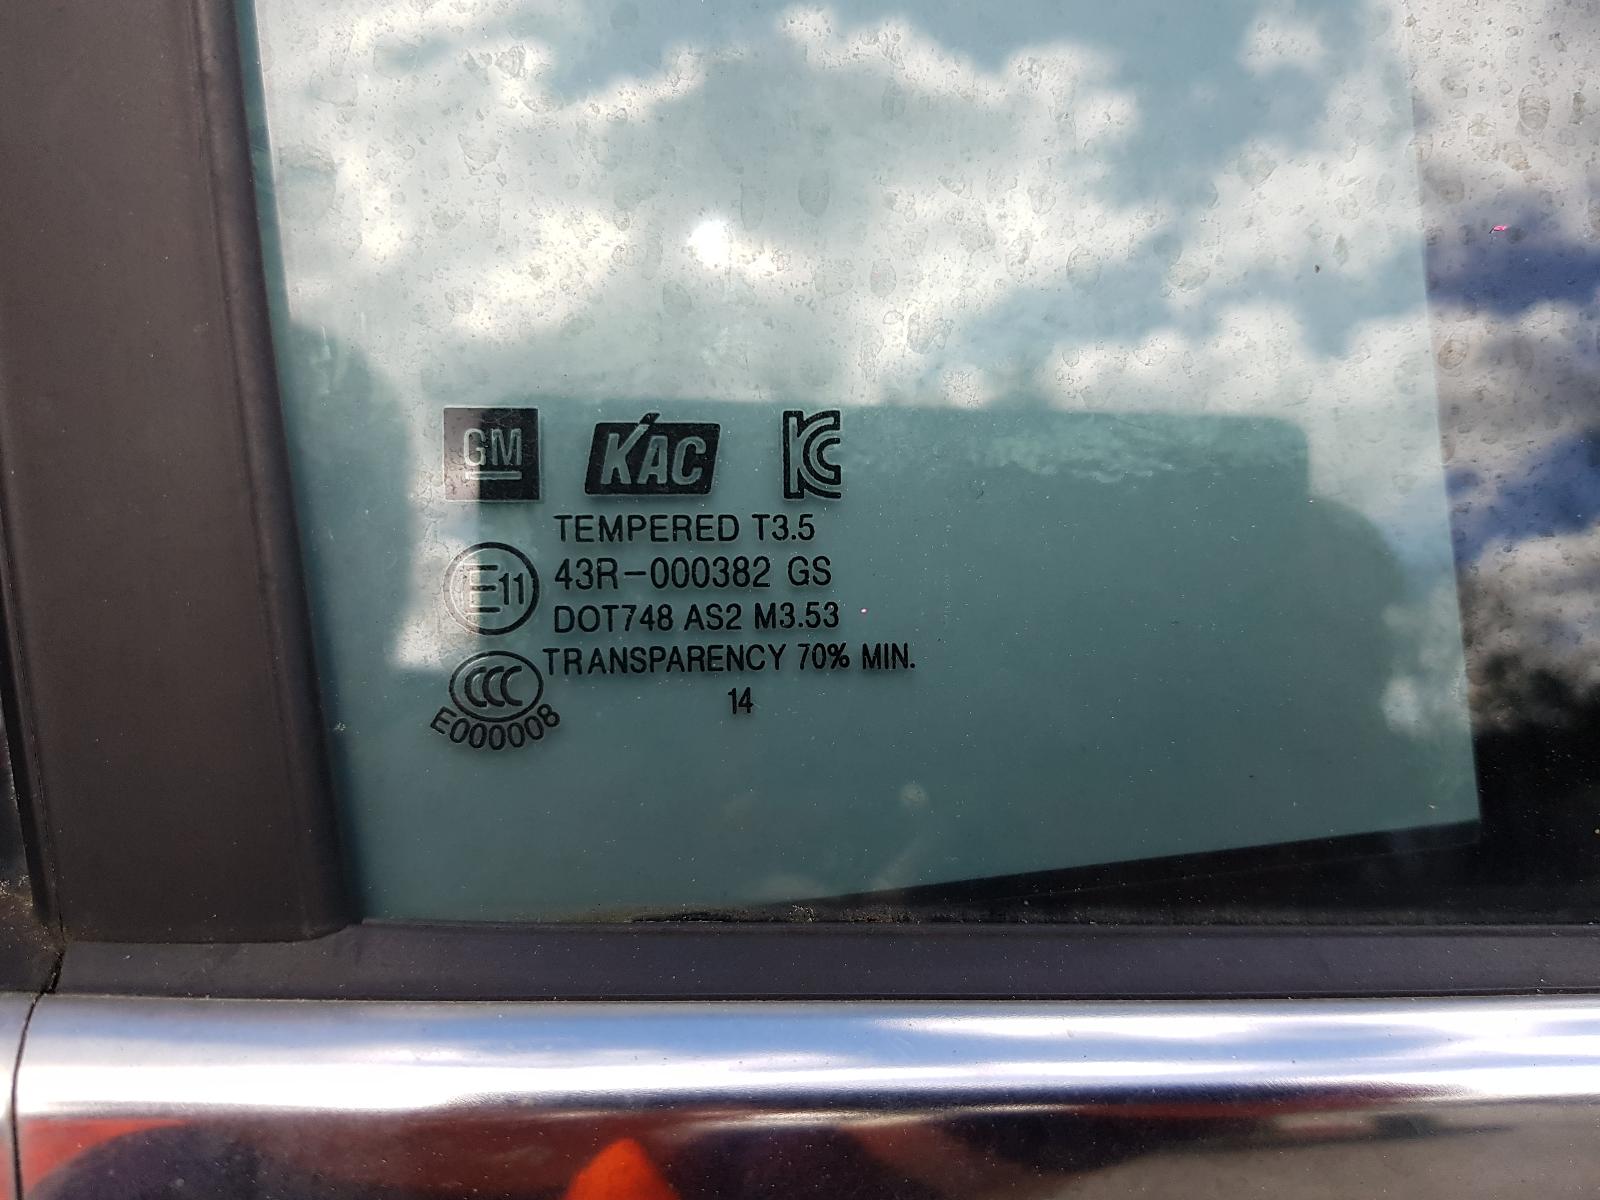 GM KAC KC
TEMPERED T3.5
E11 43R-000382 GS
DOT748 AS2 M3.53
CCC TRANSPARENCY 70% MIN.
E000008 14